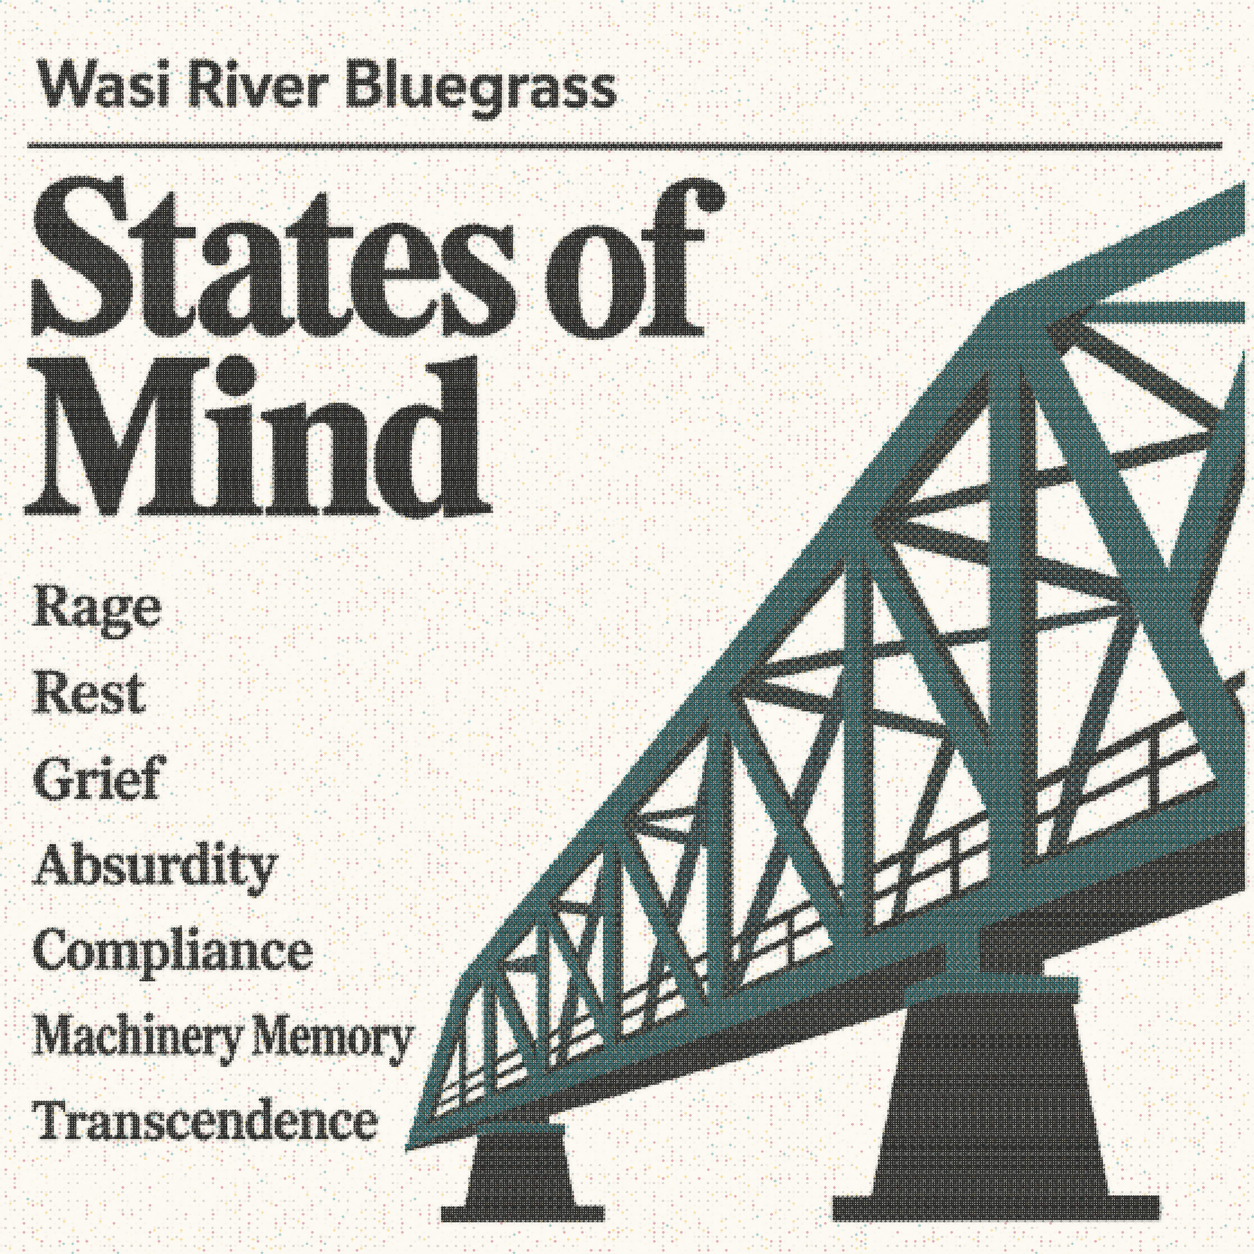 Wasi River Bluegrass
States of
Mind
Rage
Rest
Grief
Absurdity
Compliance
Machinery Memory
Transcendence